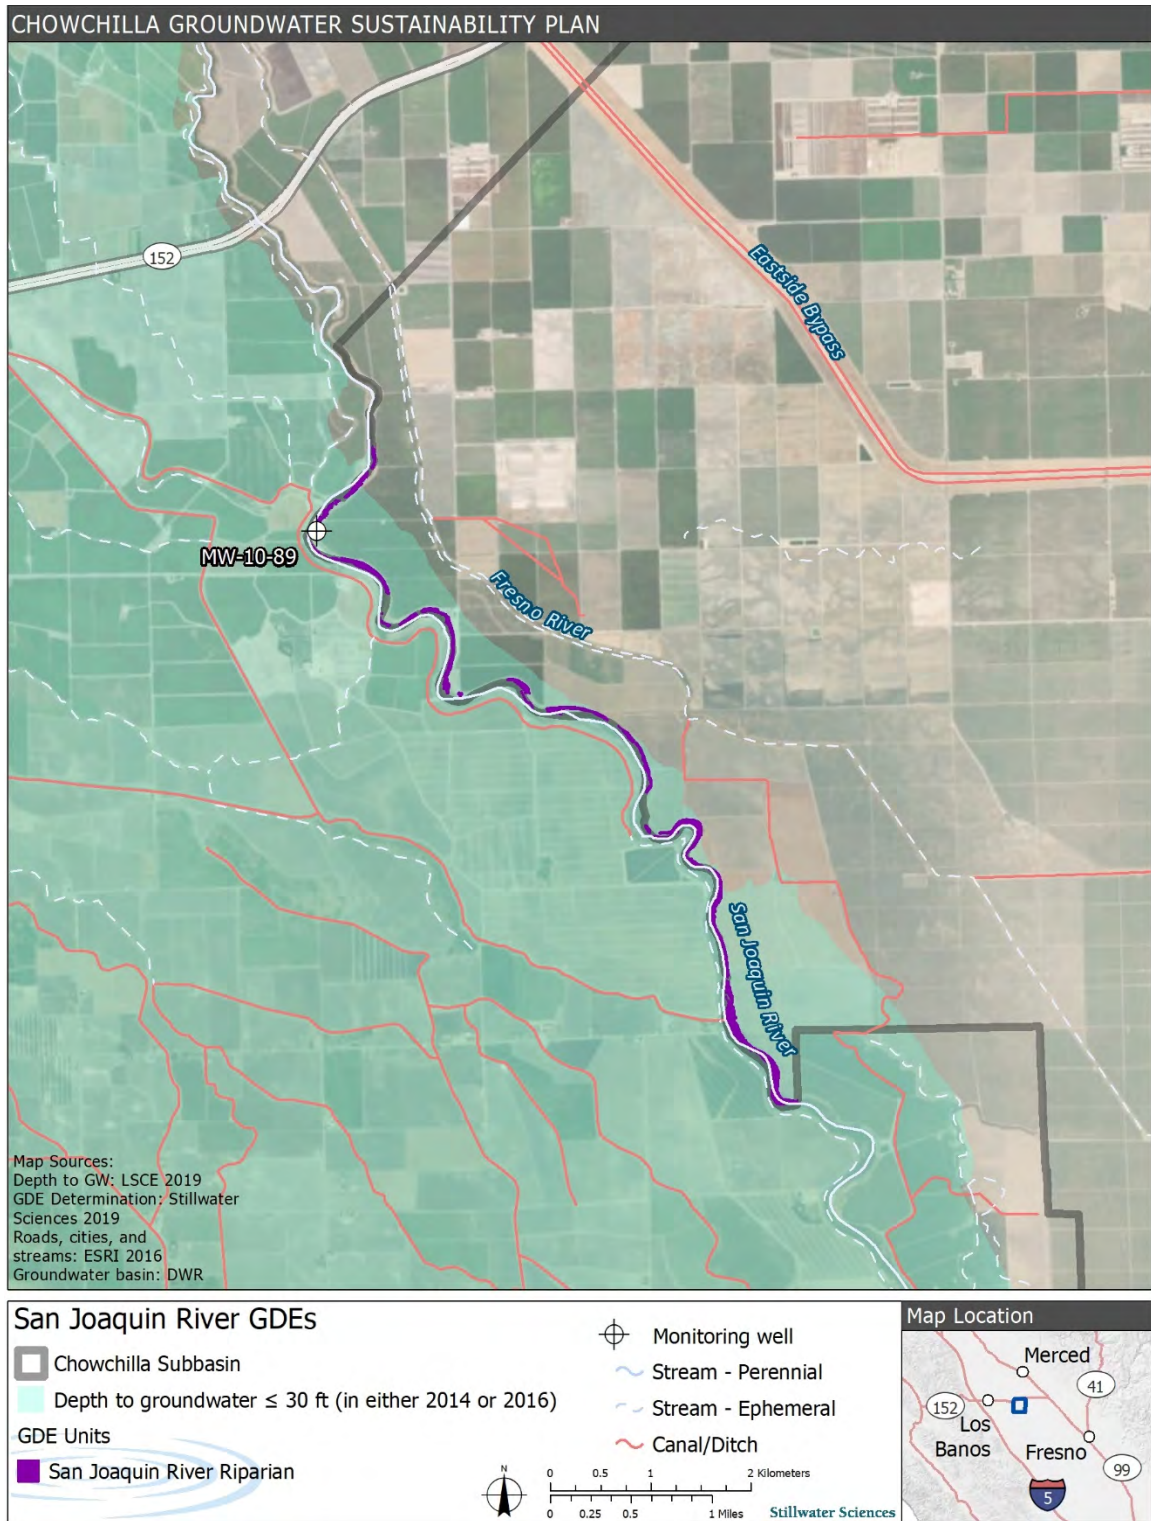 CHOWCHILLA GROUNDWATER SUSTAINABILITY PLAN
152
Eastside Bypass
MW-10-89
Fresno River
San Joaquin River
Map Sources:
Depth to GW: LSCE 2019
GDE Determination: Stillwater
Sciences 2019
Roads, cities, and
streams: ESRI 2016
Groundwater basin: DWR
San Joaquin River GDEs
Chowchilla Subbasin
Depth to groundwater ≤ 30 ft (in either 2014 or 2016)
GDE Units
San Joaquin River Riparian
Monitoring well
Stream - Perennial
Stream - Ephemeral
Canal/Ditch
N
0 0.5 1 2 Kilometers
0 0.25 0.5 1 Miles
Stillwater Sciences
Map Location
Merced
41
152
Los
Banos
Fresno
99
5